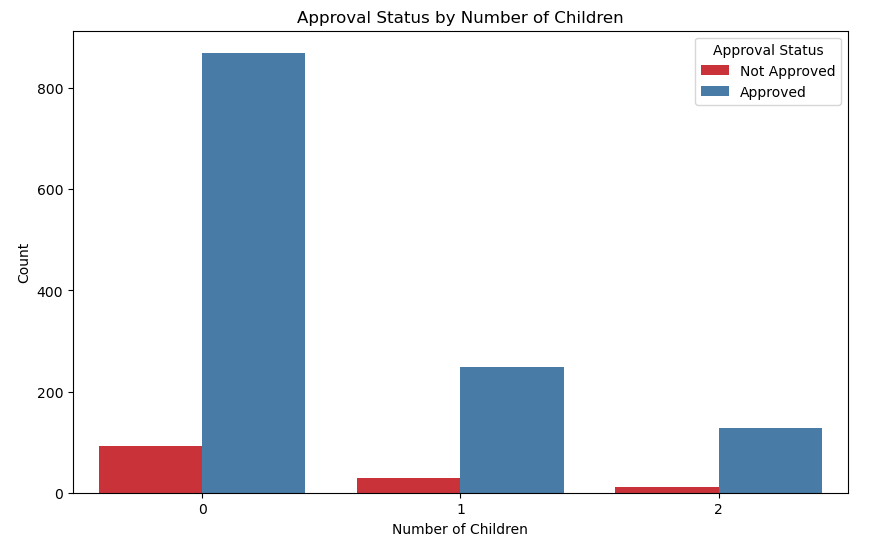 Approval Status by Number of Children
Approval Status
Not Approved
Approved
Count
800
600
400
200
0
0 1 2
Number of Children